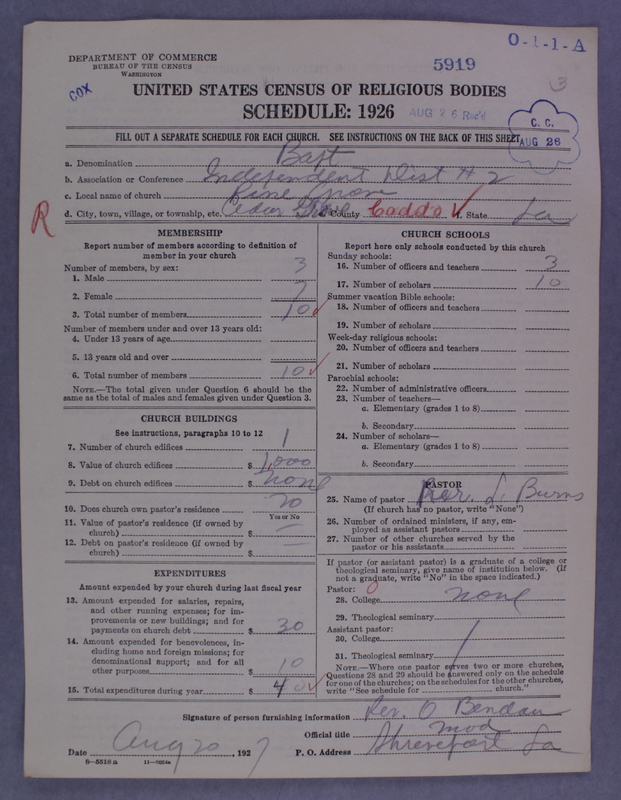 O-1-1-A
DEPARTMENT OF COMMERCE
BUREAU OF THE CENSUS
WASHINGTON
5919
3
COX
UNITED STATES CENSUS OF RELIGIOUS BODIES
SCHEDULE: 1926
AUG 26 Rec'd
C. C.
AUG 26
FILL OUT A SEPARATE SCHEDULE FOR EACH CHURCH. SEE INSTRUCTIONS ON THE BACK OF THIS SHEET
a. Denomination Bapt
b. Association or Conference Independent Dist # 2
c. Local name of church Pine Grove
d. City, town, village, or township, etc. Cedar Grove County Caddo f. State La
R
MEMBERSHIP
Report number of members according to definition of member in your church
Number of members, by sex:
1. Male 3
2. Female 7
3. Total number of members 10
Number of members under and over 13 years old:
4. Under 13 years of age
5. 13 years old and over
6. Total number of members 10
NOTE.—The total given under Question 6 should be the same as the total of males and females given under Question 3.
CHURCH BUILDINGS
See instructions, paragraphs 10 to 12
7. Number of church edifices 1
8. Value of church edifices $ 1,000
9. Debt on church edifices $ none
10. Does church own pastor's residence no
Yes or No
11. Value of pastor's residence (if owned by church) $ —
12. Debt on pastor's residence (if owned by church) $ —
EXPENDITURES
Amount expended by your church during last fiscal year
13. Amount expended for salaries, repairs, and other running expenses; for improvements or new buildings; and for payments on church debt $ 30
14. Amount expended for benevolences, including home and foreign missions; for denominational support; and for all other purposes $ 10
15. Total expenditures during year $ 40
CHURCH SCHOOLS
Report here only schools conducted by this church
Sunday schools:
16. Number of officers and teachers 3
17. Number of scholars 10
Summer vacation Bible schools:
18. Number of officers and teachers
19. Number of scholars
Week-day religious schools:
20. Number of officers and teachers
21. Number of scholars
Parochial schools:
22. Number of administrative officers
23. Number of teachers—
a. Elementary (grades 1 to 8)
b. Secondary
24. Number of scholars—
a. Elementary (grades 1 to 8)
b. Secondary
PASTOR
25. Name of pastor Rev. L. Burns
(If church has no pastor, write "None")
26. Number of ordained ministers, if any, employed as assistant pastors
27. Number of other churches served by the pastor or his assistants
If pastor (or assistant pastor) is a graduate of a college or theological seminary, give name of institution below. (If not a graduate, write "No" in the space indicated.)
Pastor: 0
28. College none
29. Theological seminary
Assistant pastor:
30. College
31. Theological seminary
NOTE.—Where one pastor serves two or more churches, Questions 28 and 29 should be answered only on the schedule for one of the churches; on the schedules for the other churches, write "See schedule for church."
Signature of person furnishing information Rev. O Bendau
Official title mod
Date Aug 20, 1927 P. O. Address Shreveport La
8-5518a 11-9224a